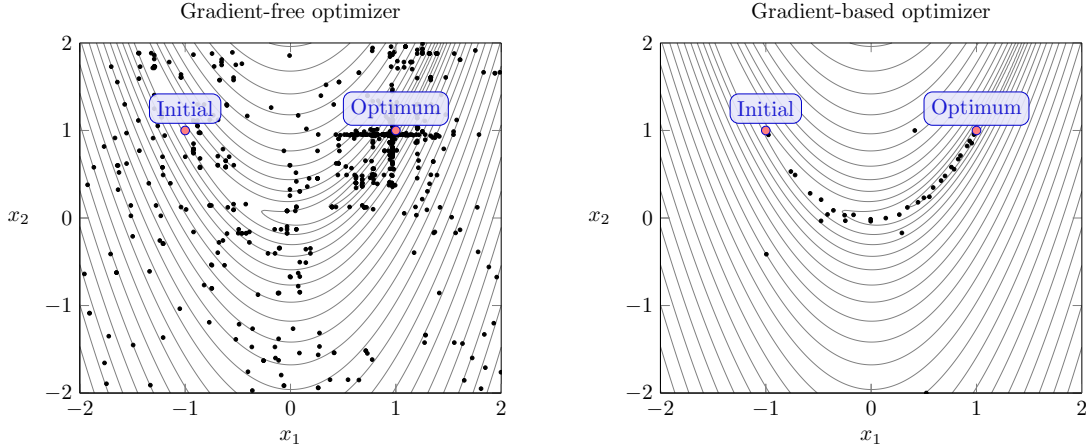 Gradient-free optimizer
2
1
0
−1
−2
x2
Initial
Optimum
−2
−1
0
1
2
x1
Gradient-based optimizer
2
1
0
−1
−2
x2
Initial
Optimum
−2
−1
0
1
2
x1